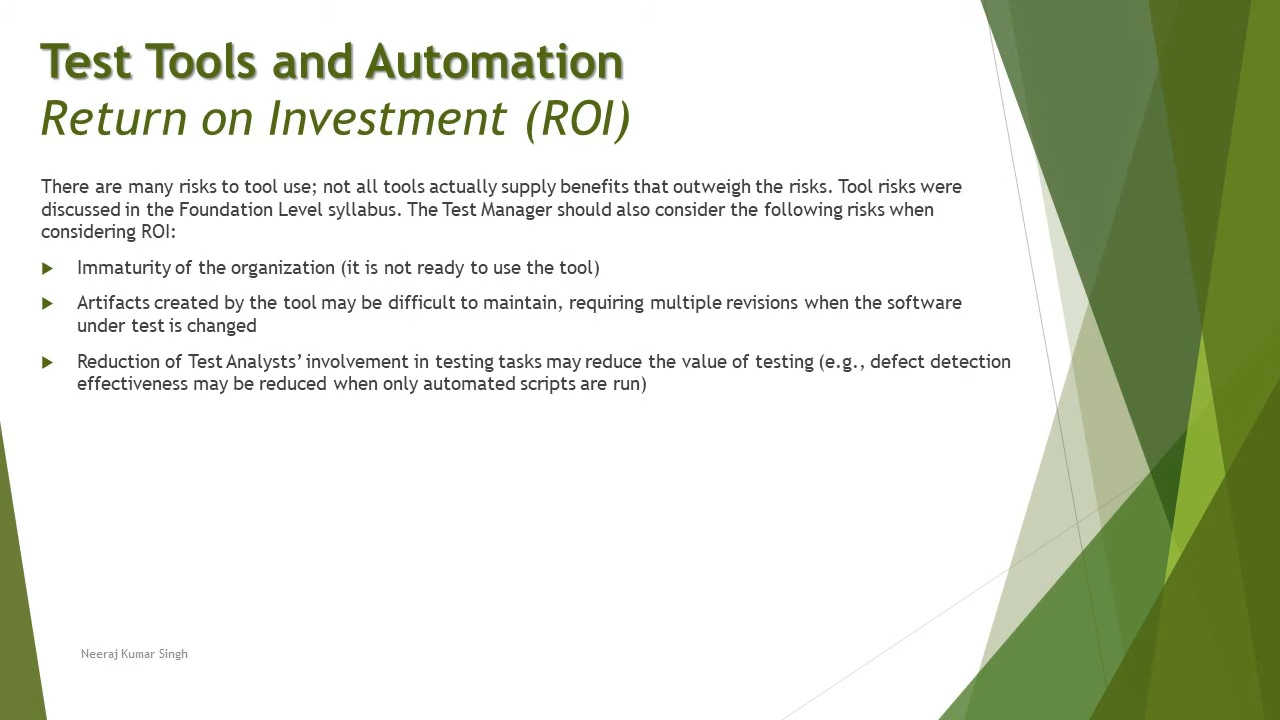 Test Tools and Automation
Return on Investment (ROI)
There are many risks to tool use; not all tools actually supply benefits that outweigh the risks. Tool risks were
discussed in the Foundation Level syllabus. The Test Manager should also consider the following risks when
considering ROI:
Immaturity of the organization (it is not ready to use the tool)
Artifacts created by the tool may be difficult to maintain, requiring multiple revisions when the software
under test is changed
Reduction of Test Analysts’ involvement in testing tasks may reduce the value of testing (e.g., defect detection
effectiveness may be reduced when only automated scripts are run)
Neeraj Kumar Singh